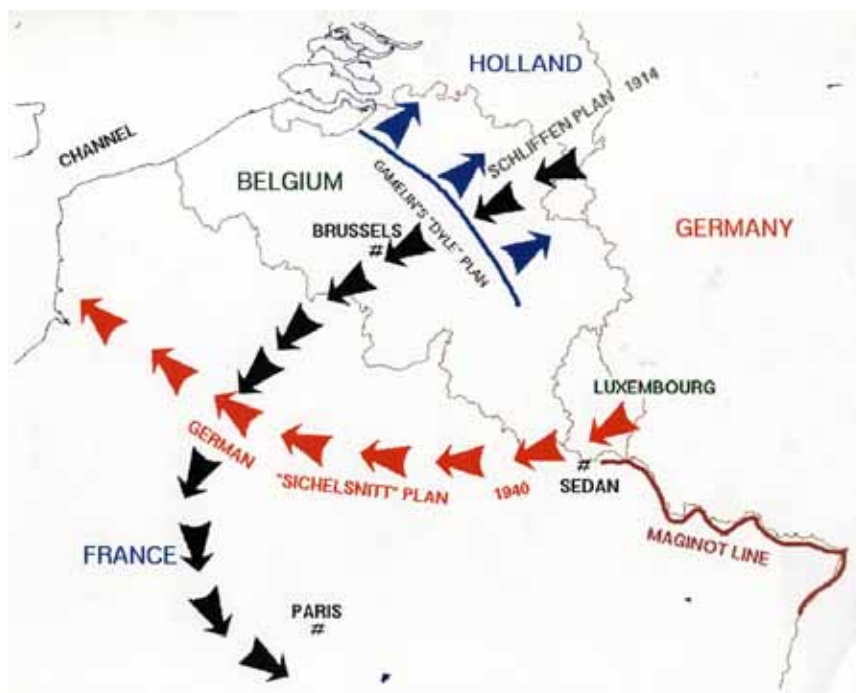 HOLLAND
SCHLIFFEN PLAN 1914
CHANNEL
BELGIUM
GAMELIN"S "DYLE" PLAN
GERMANY
BRUSSELS
#
LUXEMBOURG
GERMAN "SICHELSNITT" PLAN 1940
#
SEDAN
MAGINOT LINE
FRANCE
PARIS
#